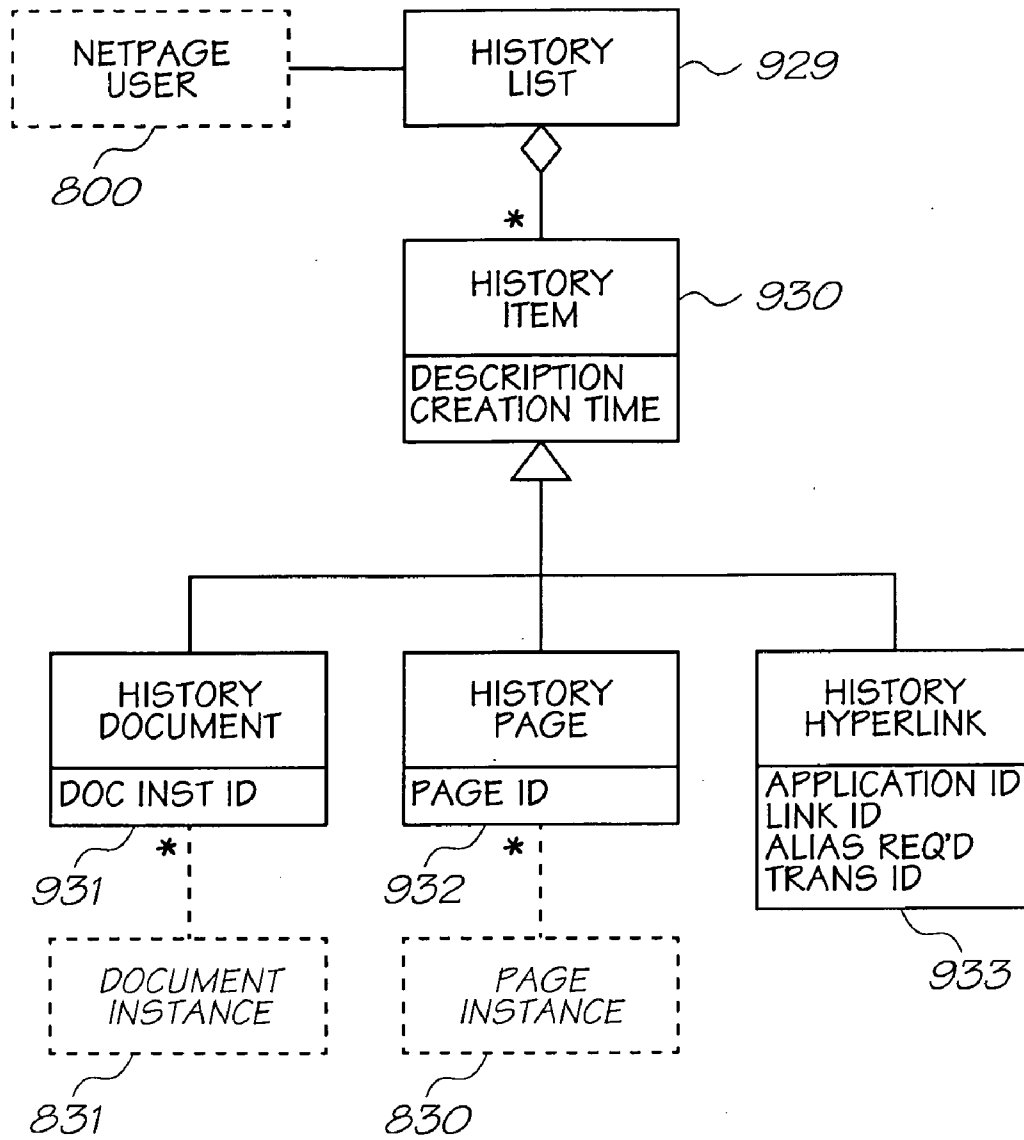 NETPAGE
USER
800
HISTORY
LIST
929
*
HISTORY
ITEM
930
DESCRIPTION
CREATION TIME
HISTORY
DOCUMENT
DOC INST ID
931
*
HISTORY
PAGE
PAGE ID
932
*
HISTORY
HYPERLINK
APPLICATION ID
LINK ID
ALIAS REQ'D
TRANS ID
933
DOCUMENT
INSTANCE
831
PAGE
INSTANCE
830